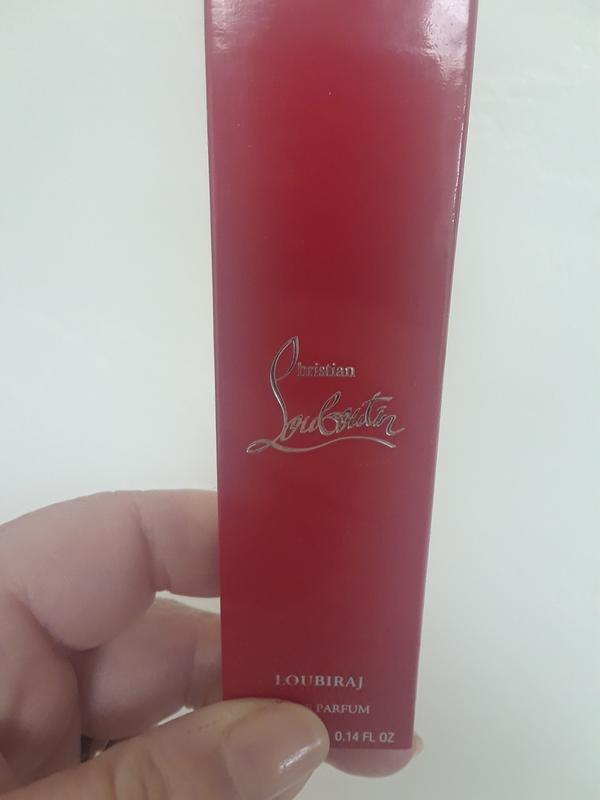 Christian
Louboutin
LOUBIRAJ
PARFUM
0.14 FL OZ